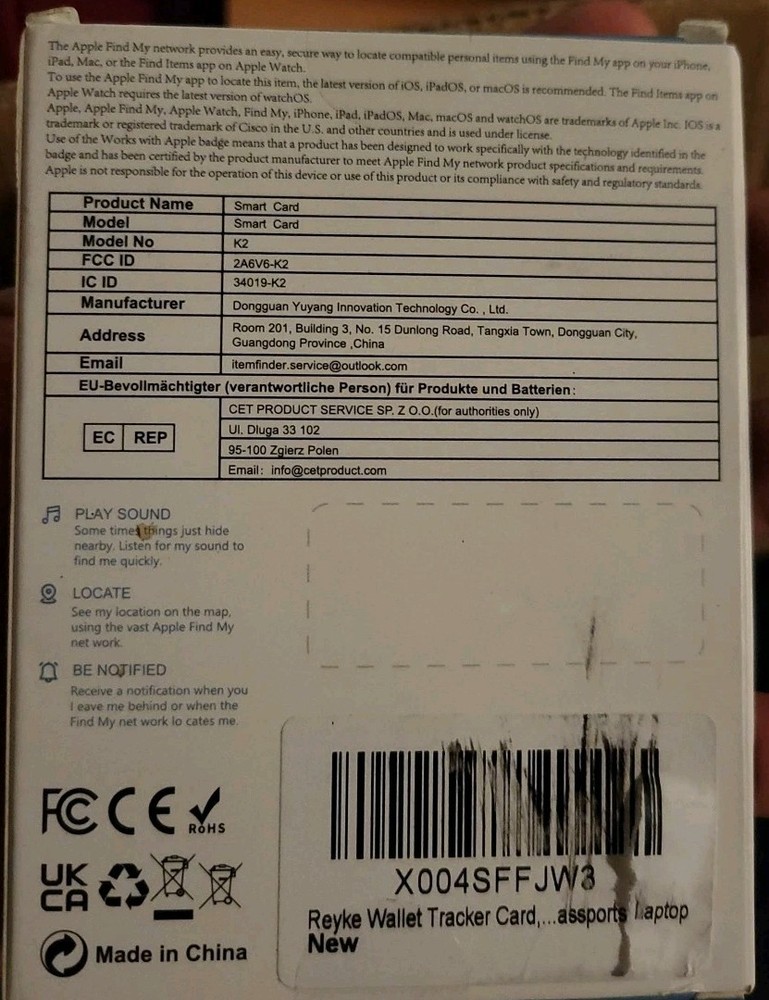 The Apple Find My network provides an easy, secure way to locate compatible personal items using the Find My app on your iPhone,
iPad, Mac, or the Find Items app on Apple Watch.
To use the Apple Find My app to locate this item, the latest version of iOS, iPadOS, or macOS is recommended. The Find Items app on
Apple Watch requires the latest version of watchOS.
Apple, Apple Find My, Apple Watch, Find My, iPhone, iPad, iPadOS, Mac, macOS and watchOS are trademarks of Apple Inc. IOS is a
trademark or registered trademark of Cisco in the U.S. and other countries and is used under license.
Use of the Works with Apple badge means that a product has been designed to work specifically with the technology identified in the
badge and has been certified by the product manufacturer to meet Apple Find My network product specifications and requirements.
Apple is not responsible for the operation of this device or use of this product or its compliance with safety and regulatory standards.
Product Name Smart Card
Model Smart Card
Model No K2
FCC ID 2A6V6-K2
IC ID 34019-K2
Manufacturer Dongguan Yuyang Innovation Technology Co. , Ltd.
Address Room 201, Building 3, No. 15 Dunlong Road, Tangxia Town, Dongguan City,
Guangdong Province ,China
Email itemfinder.service@outlook.com
EU-Bevollmächtigter (verantwortliche Person) für Produkte und Batterien:
EC REP
CET PRODUCT SERVICE SP. Z O.O.(for authorities only)
Ul. Dluga 33 102
95-100 Zgierz Polen
Email: info@cetproduct.com
PLAY SOUND
Some times things just hide
nearby. Listen for my sound to
find me quickly.
LOCATE
See my location on the map,
using the vast Apple Find My
net work.
BE NOTIFIED
Receive a notification when you
l eave me behind or when the
Find My net work lo cates me.
FC CE RoHS
UK
CA
Made in China
X004SFFJW3
Reyke Wallet Tracker Card,...assports Laptop
New